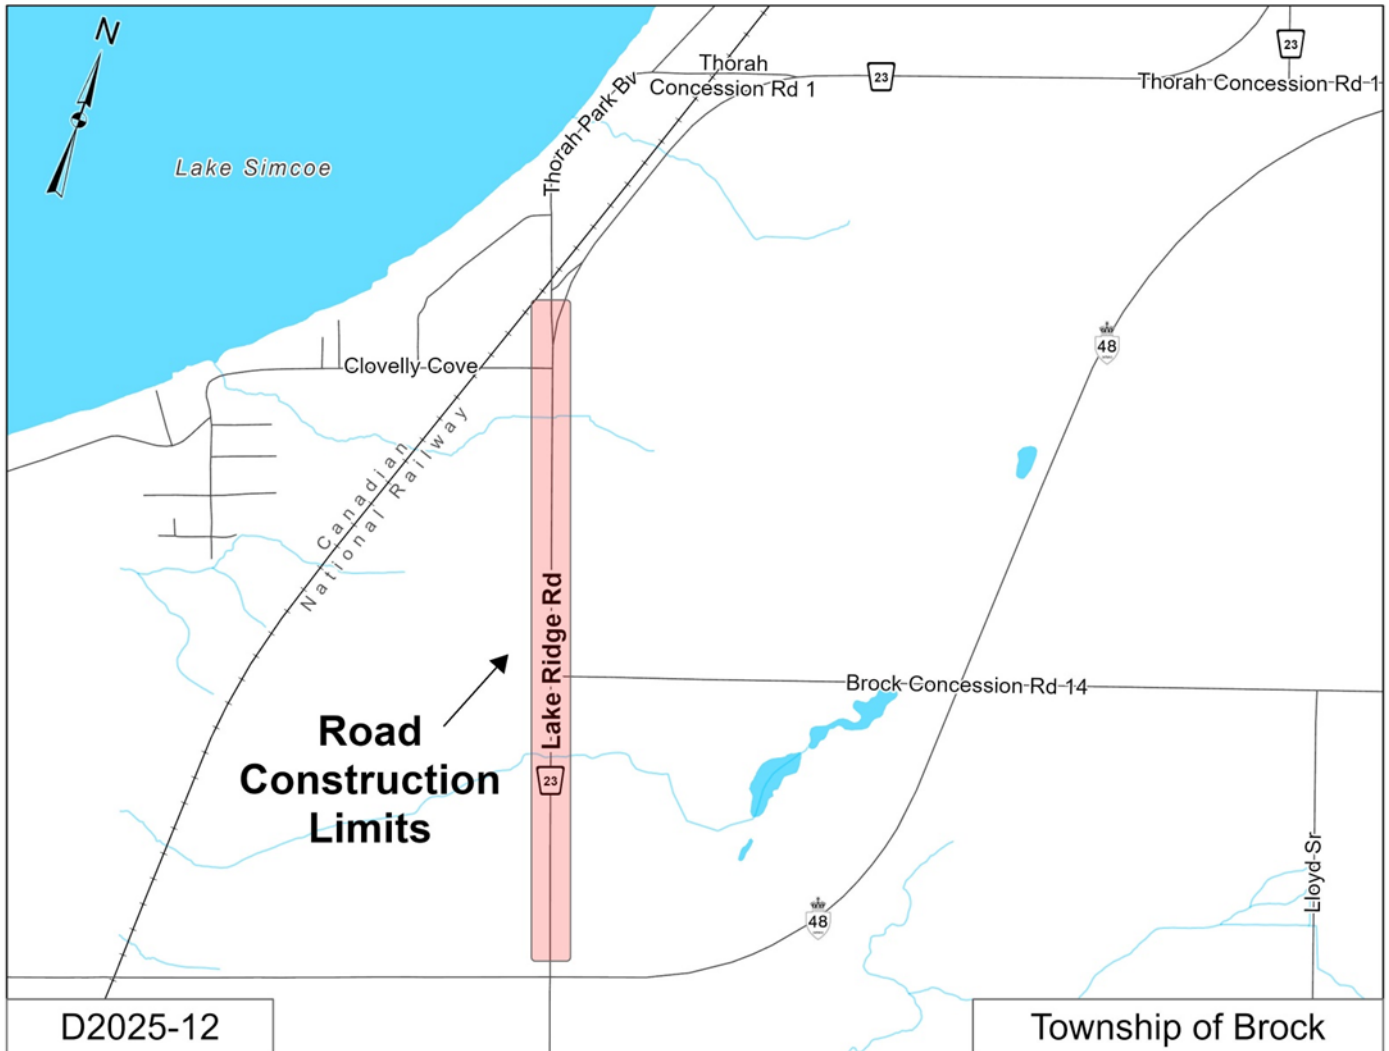 N
Lake Simcoe
Thorah Park Bv
Thorah
Concession Rd 1
23
23
Thorah Concession Rd 1
48
Clovelly Cove
Canadian
National Railway
Lake Ridge Rd
23
Road
Construction
Limits
Brock Concession Rd 14
48
Lloyd Sr
D2025-12
Township of Brock